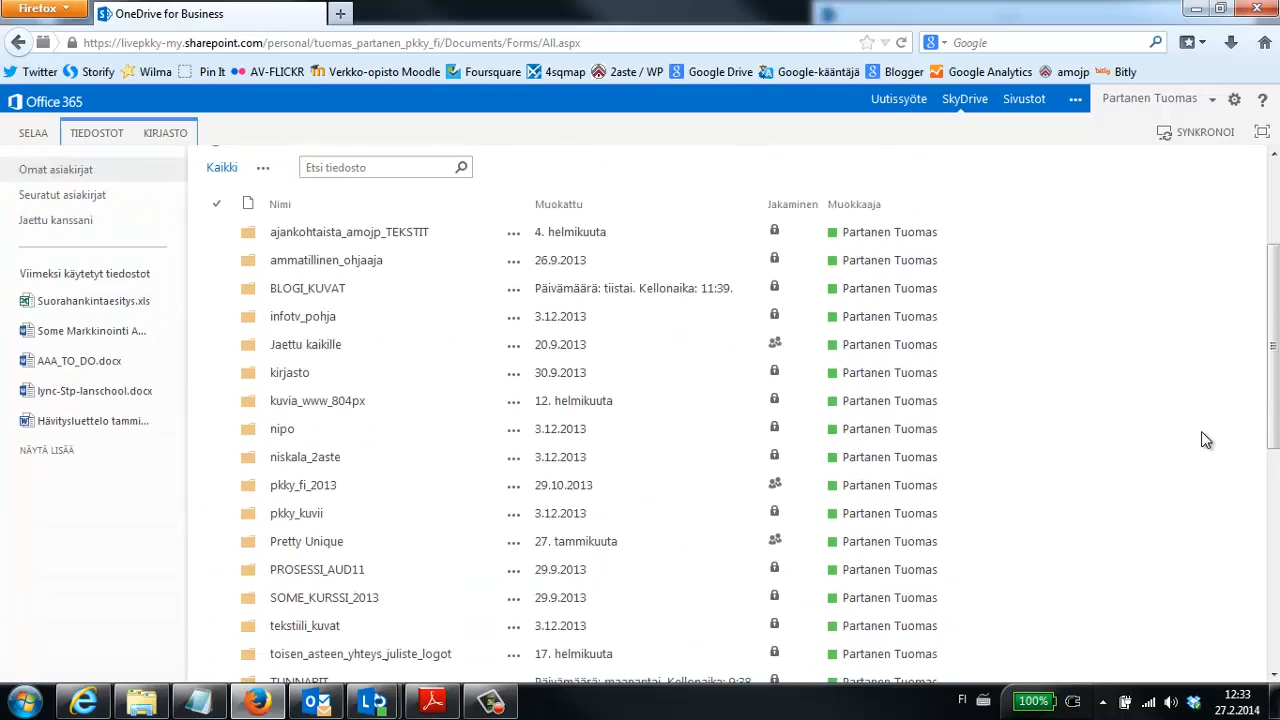 Firefox
OneDrive for Business
https://livepkky-my.sharepoint.com/personal/tuomas_partanen_pkky_fi/Documents/Forms/All.aspx
Google
Twitter Storify Wilma Pin It AV-FLICKR Verkko-opisto Moodle Foursquare 4sqmap 2aste / WP Google Drive Google-kääntäjä Blogger Google Analytics amojp Bitly
Office 365 Uutissyöte SkyDrive Sivustot ••• Partanen Tuomas ?
SELAA TIEDOSTOT KIRJASTO SYNKRONOI
Omat asiakirjat
Seuratut asiakirjat
Jaettu kanssani
Viimeksi käytetyt tiedostot
Suorahankintaesitys.xls
Some Markkinointi A...
AAA_TO_DO.docx
lync-Stp-lanschool.docx
Hävitysluettelo tammi...
NÄYTÄ LISÄÄ
Kaikki ••• Etsi tiedosto
Nimi Muokattu Jakaminen Muokkaaja
ajankohtaista_amojp_TEKSTIT ••• 4. helmikuuta Partanen Tuomas
ammatillinen_ohjaaja ••• 26.9.2013 Partanen Tuomas
BLOGI_KUVAT ••• Päivämäärä: tiistai. Kellonaika: 11:39. Partanen Tuomas
infotv_pohja ••• 3.12.2013 Partanen Tuomas
Jaettu kaikille ••• 20.9.2013 Partanen Tuomas
kirjasto ••• 30.9.2013 Partanen Tuomas
kuvia_www_804px ••• 12. helmikuuta Partanen Tuomas
nipo ••• 3.12.2013 Partanen Tuomas
niskala_2aste ••• 3.12.2013 Partanen Tuomas
pkky_fi_2013 ••• 29.10.2013 Partanen Tuomas
pkky_kuvii ••• 3.12.2013 Partanen Tuomas
Pretty Unique ••• 27. tammikuuta Partanen Tuomas
PROSESSI_AUD11 ••• 29.9.2013 Partanen Tuomas
SOME_KURSSI_2013 ••• 29.9.2013 Partanen Tuomas
tekstiili_kuvat ••• 3.12.2013 Partanen Tuomas
toisen_asteen_yhteys_juliste_logot ••• 17. helmikuuta Partanen Tuomas
TUNNARIT ••• Päivämäärä: maanantai. Kellonaika: 9:38. Partanen Tuomas
FI 100% 12:33
27.2.2014